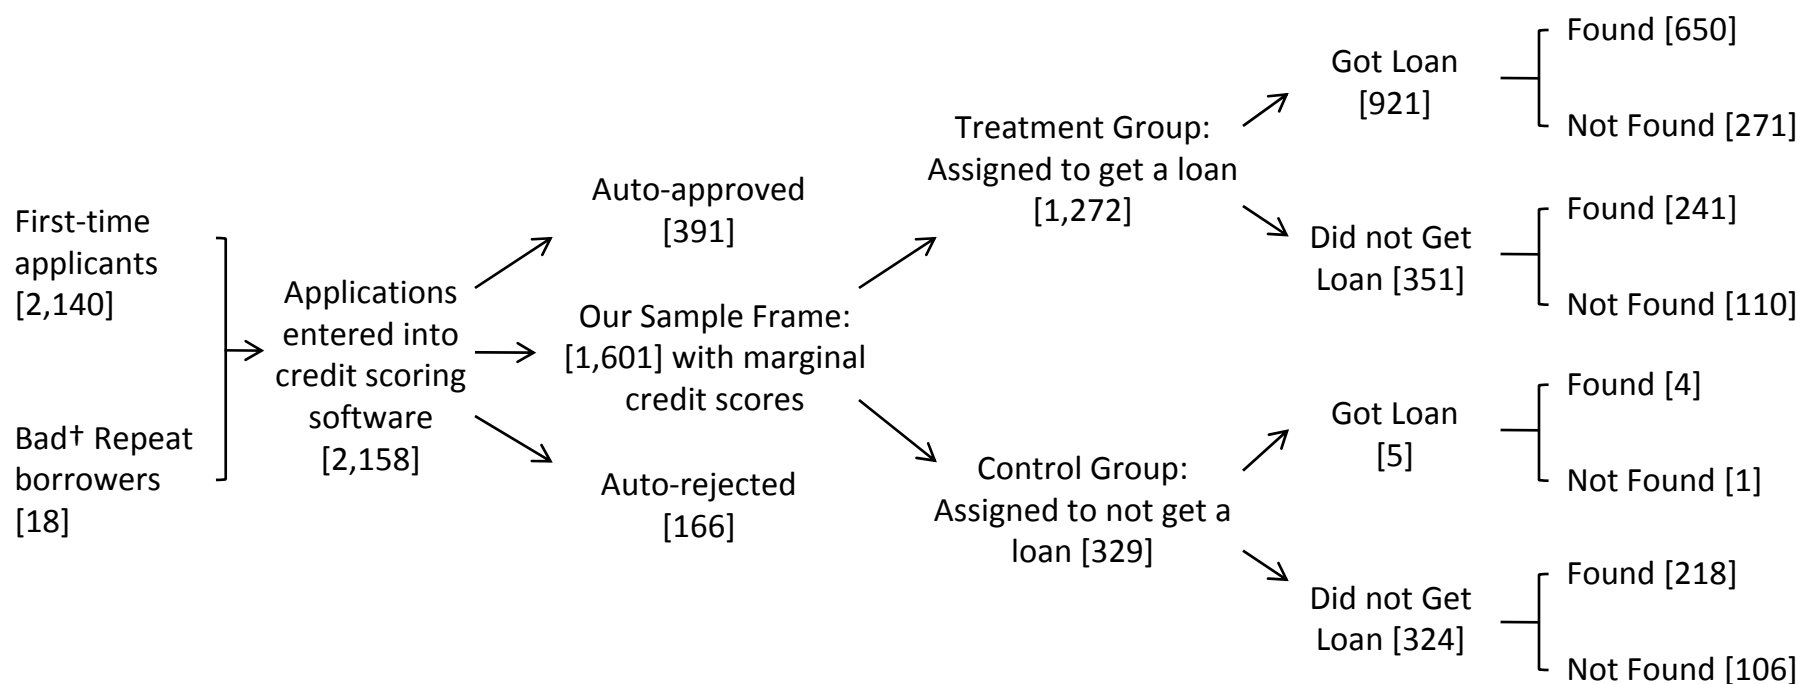 First-time
applicants
[2,140]
Bad† Repeat
borrowers
[18]
Applications
entered into
credit scoring
software
[2,158]
Auto-approved
[391]
Our Sample Frame:
[1,601] with marginal
credit scores
Auto-rejected
[166]
Treatment Group:
Assigned to get a loan
[1,272]
Control Group:
Assigned to not get a
loan [329]
Got Loan
[921]
Did not Get
Loan [351]
Got Loan
[5]
Did not Get
Loan [324]
Found [650]
Not Found [271]
Found [241]
Not Found [110]
Found [4]
Not Found [1]
Found [218]
Not Found [106]